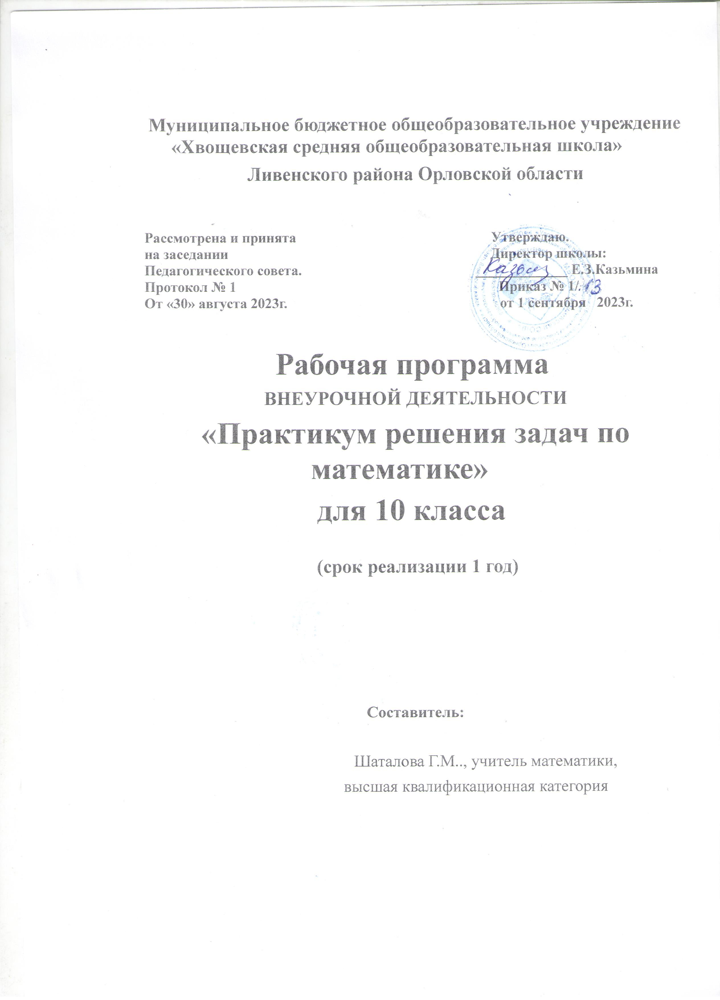 Муниципальное бюджетное общеобразовательное учреждение
«Хвощевская средняя общеобразовательная школа»
Ливенского района Орловской области
Рассмотрена и принята
на заседании
Педагогического совета.
Протокол № 1
От «30» августа 2023г.
Утверждаю.
Директор школы:
Е.З.Казьмина
Приказ № 1/ 13
от 1 сентября 2023г.
Рабочая программа
ВНЕУРОЧНОЙ ДЕЯТЕЛЬНОСТИ
«Практикум решения задач по
математике»
для 10 класса
(срок реализации 1 год)
Составитель:
Шаталова Г.М.., учитель математики,
высшая квалификационная категория